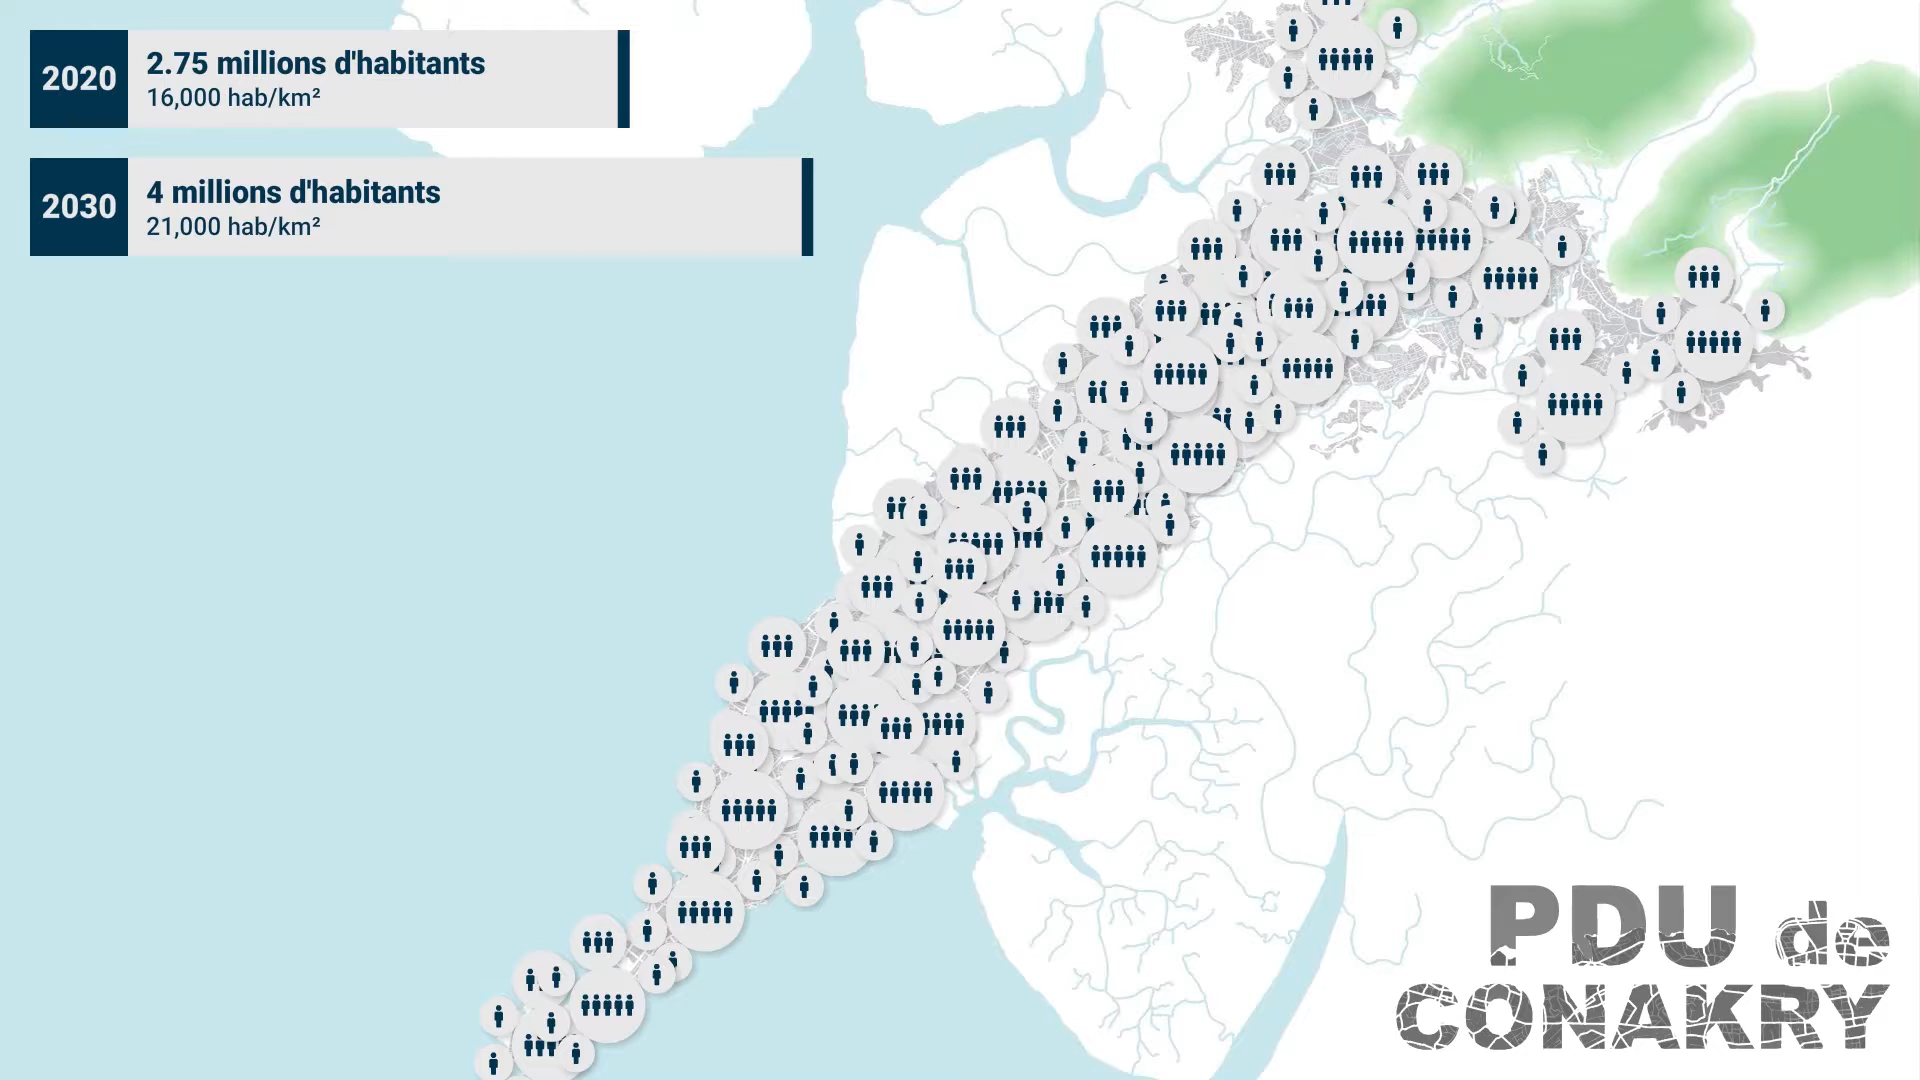 2020
2.75 millions d'habitants
16,000 hab/km²
2030
4 millions d'habitants
21,000 hab/km²
PDU de
CONAKRY